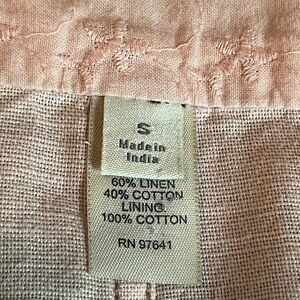 S
Made in
India
60% LINEN
40% COTTON
LINING:
100% COTTON
RN 97641